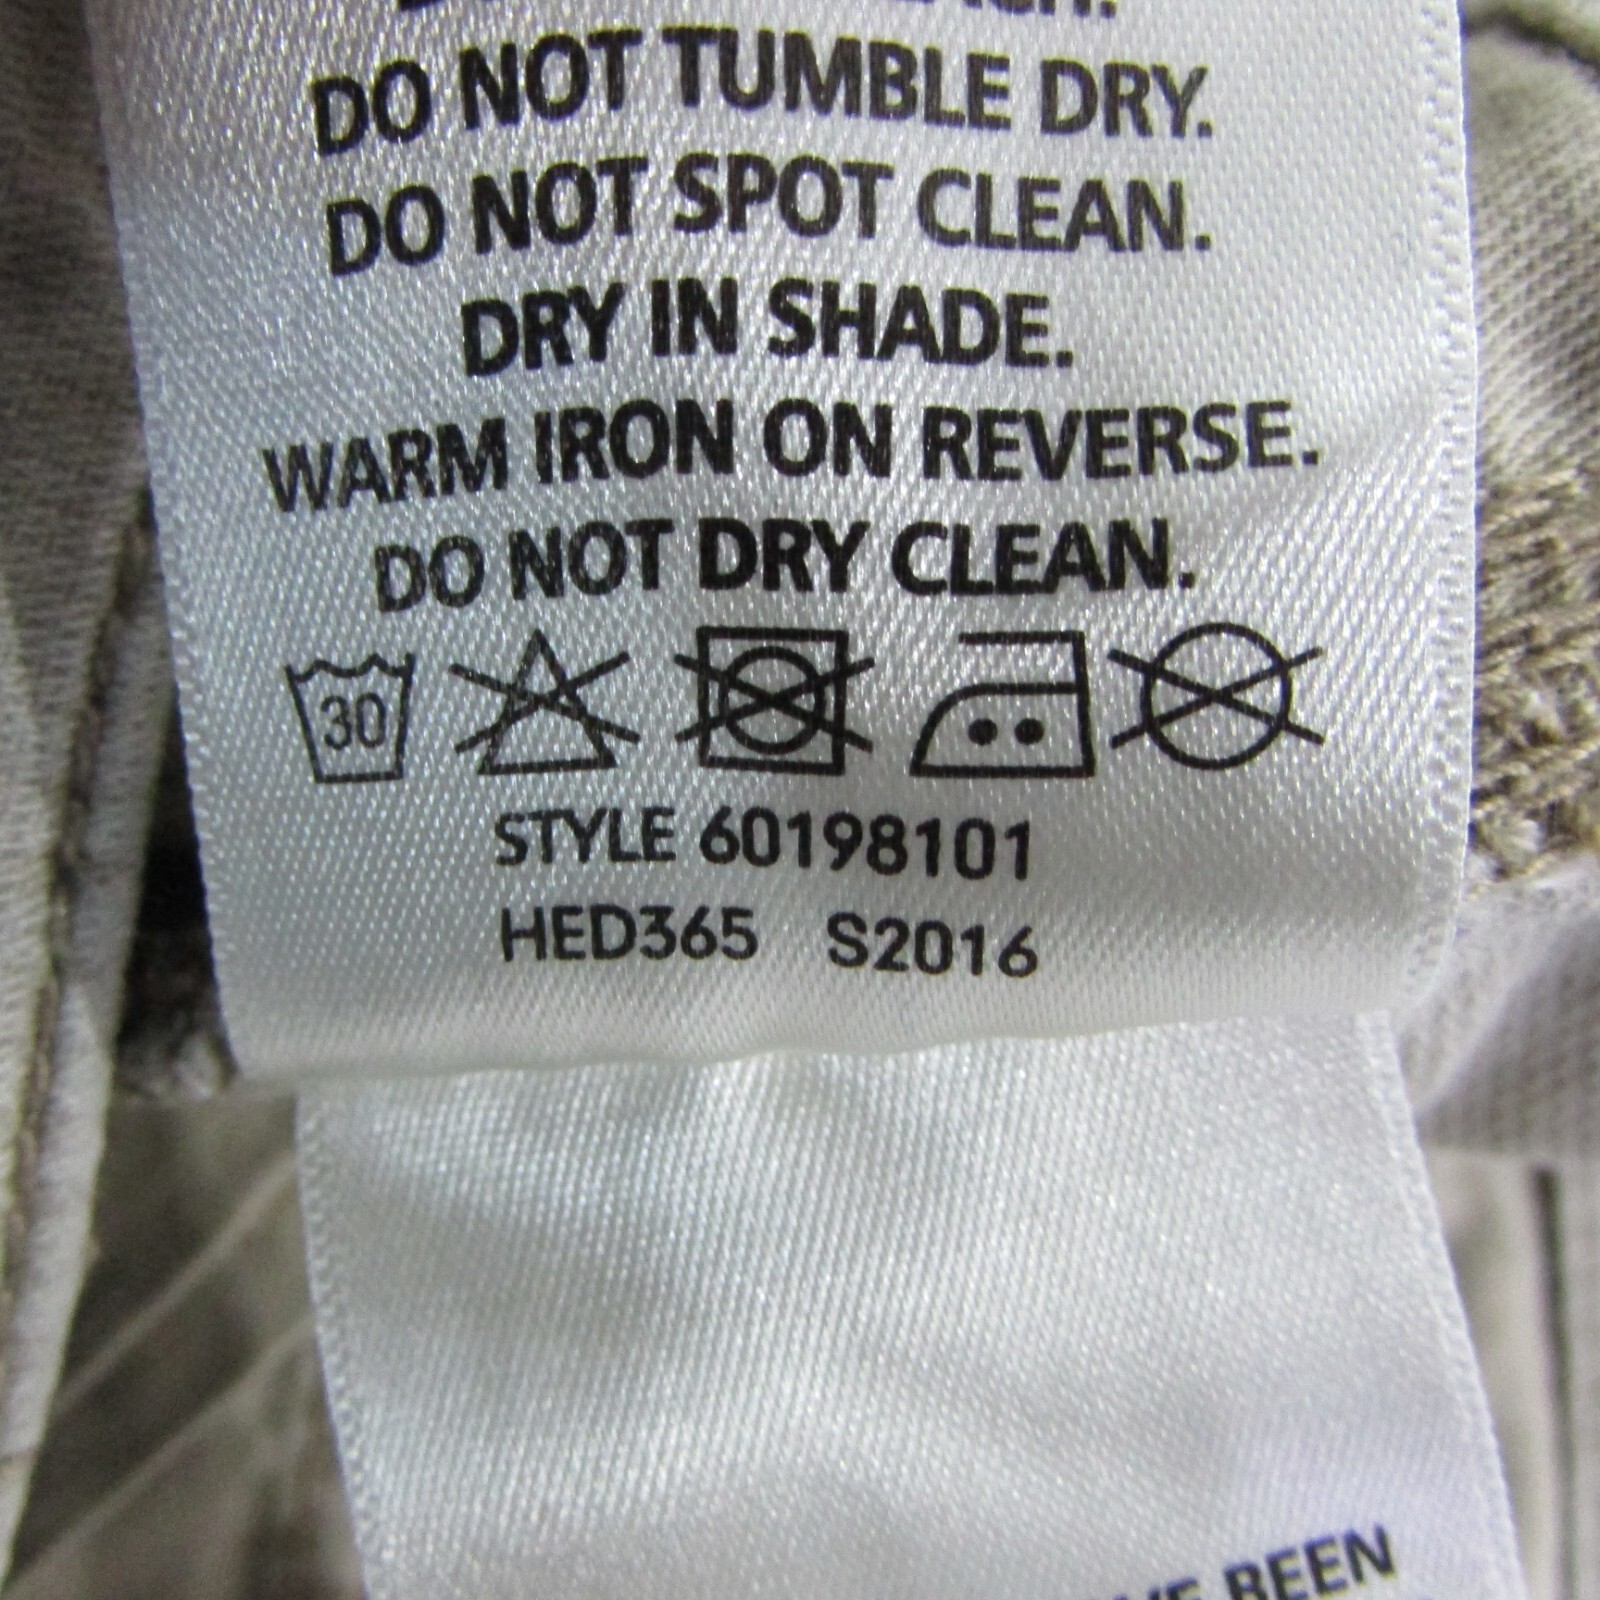 DO NOT TUMBLE DRY.
DO NOT SPOT CLEAN.
DRY IN SHADE.
WARM IRON ON REVERSE.
DO NOT DRY CLEAN.
30
STYLE 60198101
HED365 S2016
BEEN